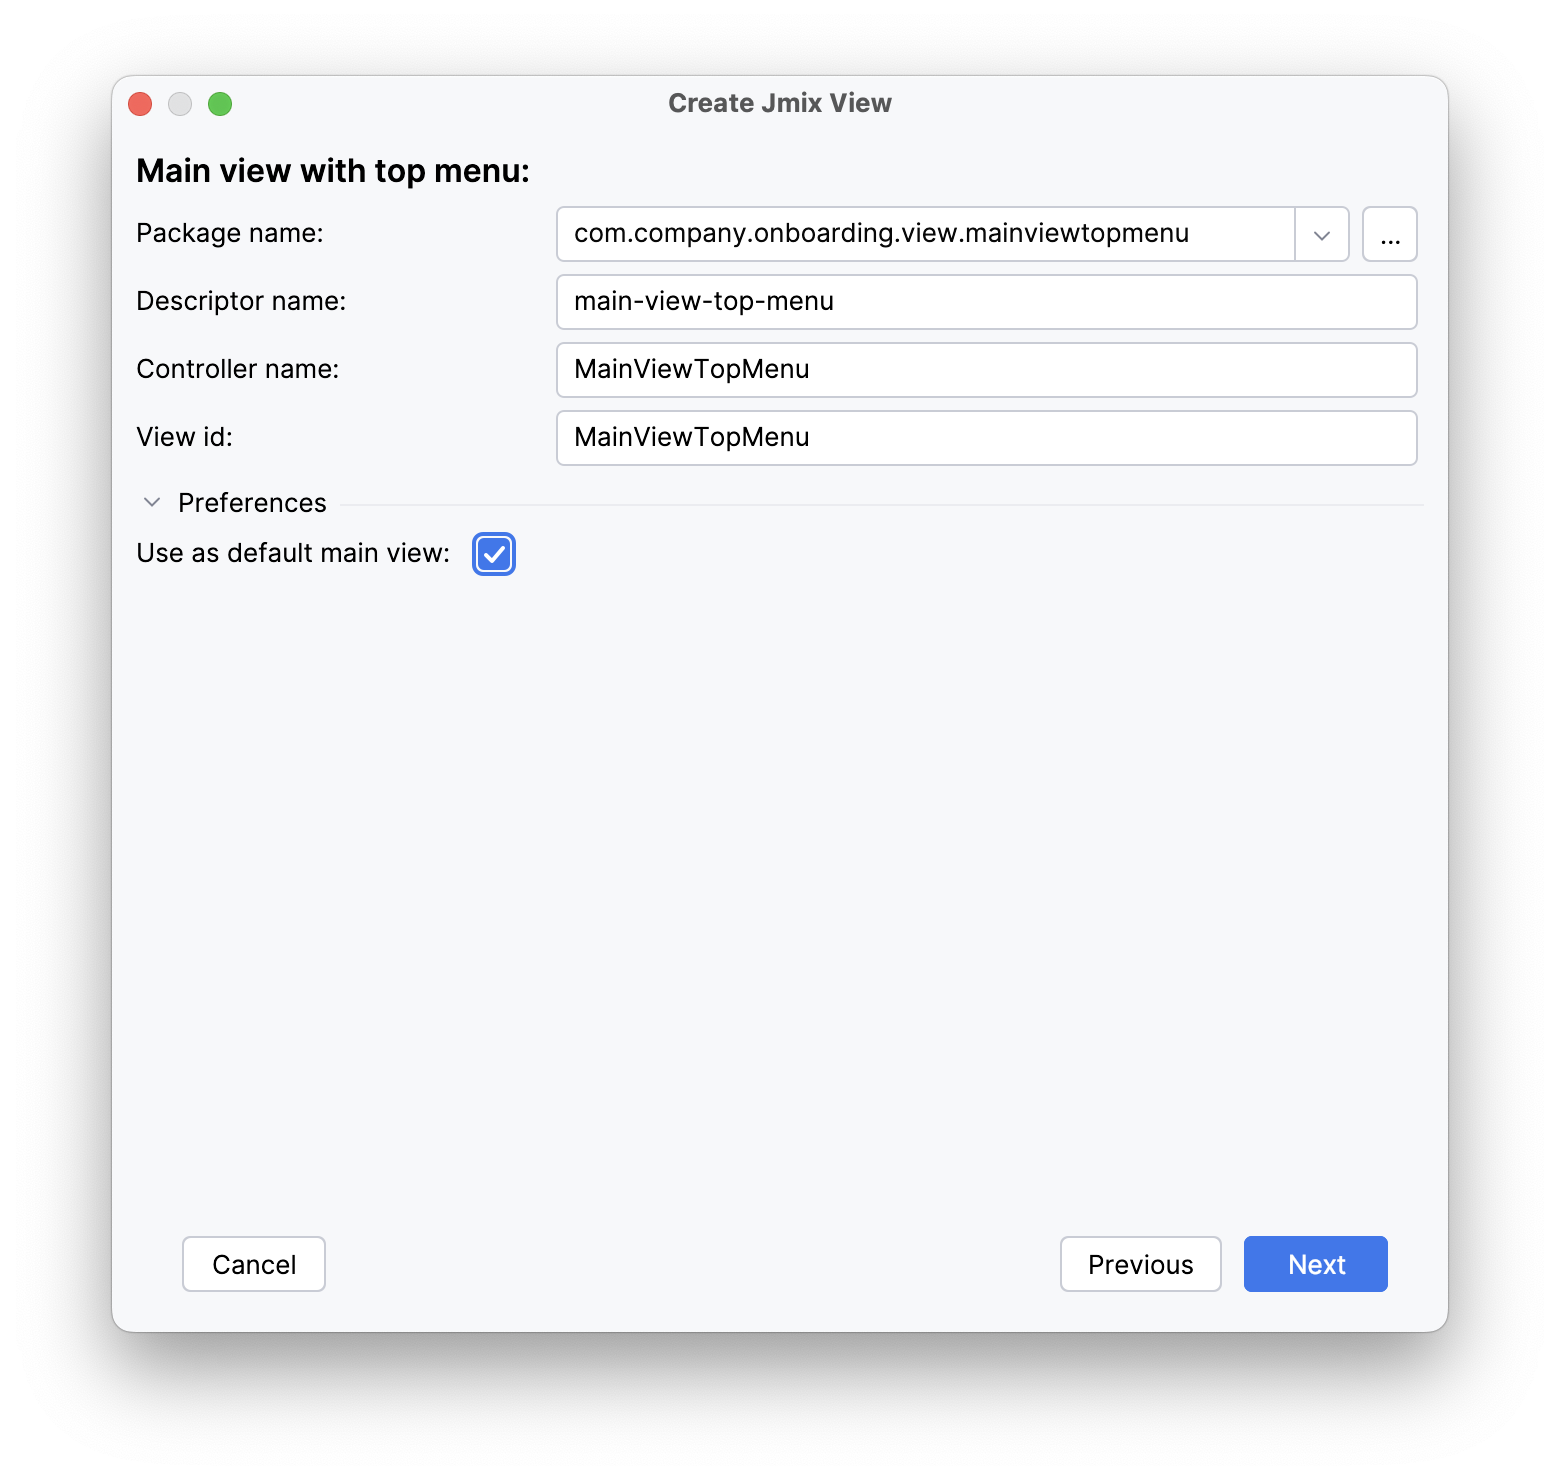 Create Jmix View
Main view with top menu:
Package name: com.company.onboarding.view.mainviewtopmenu ...
Descriptor name: main-view-top-menu
Controller name: MainViewTopMenu
View id: MainViewTopMenu
Preferences
Use as default main view:
Cancel Previous Next